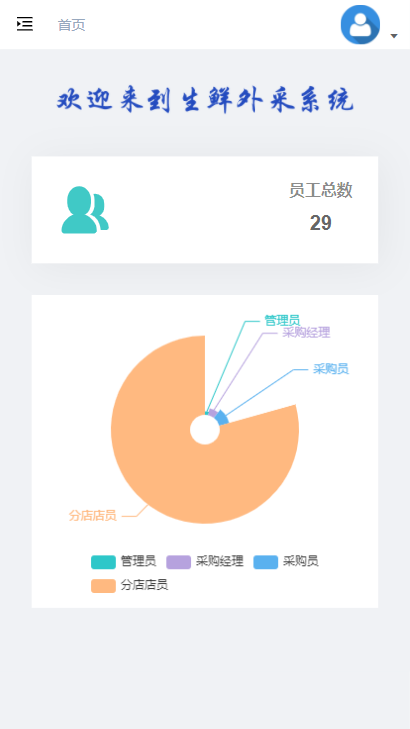 首页
欢迎来到生鲜外采系统
员工总数
29
管理员
采购经理
采购员
分店店员
管理员 采购经理 采购员
分店店员